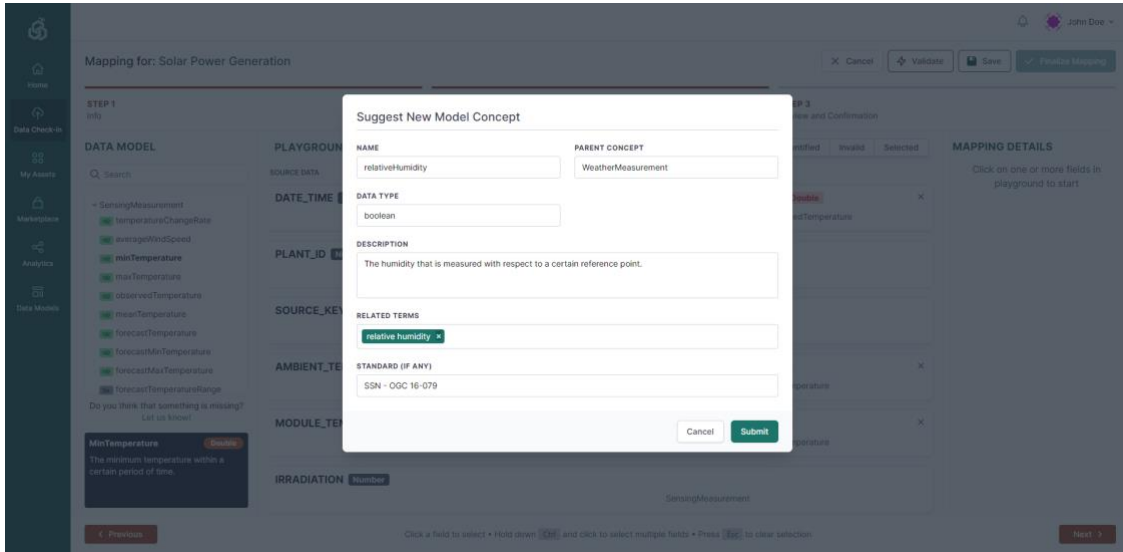 John Doe
Mapping for: Solar Power Generation
Cancel
Validate
Save
Finalize Mapping
Home
Data Check-in
My Assets
Marketplace
Analytics
Data Models
STEP 1
Info
EP 3
view and Confirmation
DATA MODEL
Search
SensingMeasurement
temperatureChangeRate
averageWindSpeed
minTemperature
maxTemperature
observedTemperature
meanTemperature
forecastTemperature
forecastMinTemperature
forecastMaxTemperature
forecastTemperatureRange
Do you think that something is missing?
Let us know!
MinTemperature Double
The minimum temperature within a
certain period of time.
PLAYGROUN
SOURCE DATA
Invalid Selected
DATE_TIME
Double
edTemperature
PLANT_ID
SOURCE_KEY
AMBIENT_TE
perature
MODULE_TEM
perature
IRRADIATION Number
SensingMeasurement
MAPPING DETAILS
Click on one or more fields in
playground to start
Suggest New Model Concept
NAME
relativeHumidity
PARENT CONCEPT
WeatherMeasurement
DATA TYPE
boolean
DESCRIPTION
The humidity that is measured with respect to a certain reference point.
RELATED TERMS
relative humidity ×
STANDARD (IF ANY)
SSN - OGC 16-079
Cancel
Submit
Previous
Click a field to select • Hold down Ctrl and click to select multiple fields • Press Esc to clear selection
Next